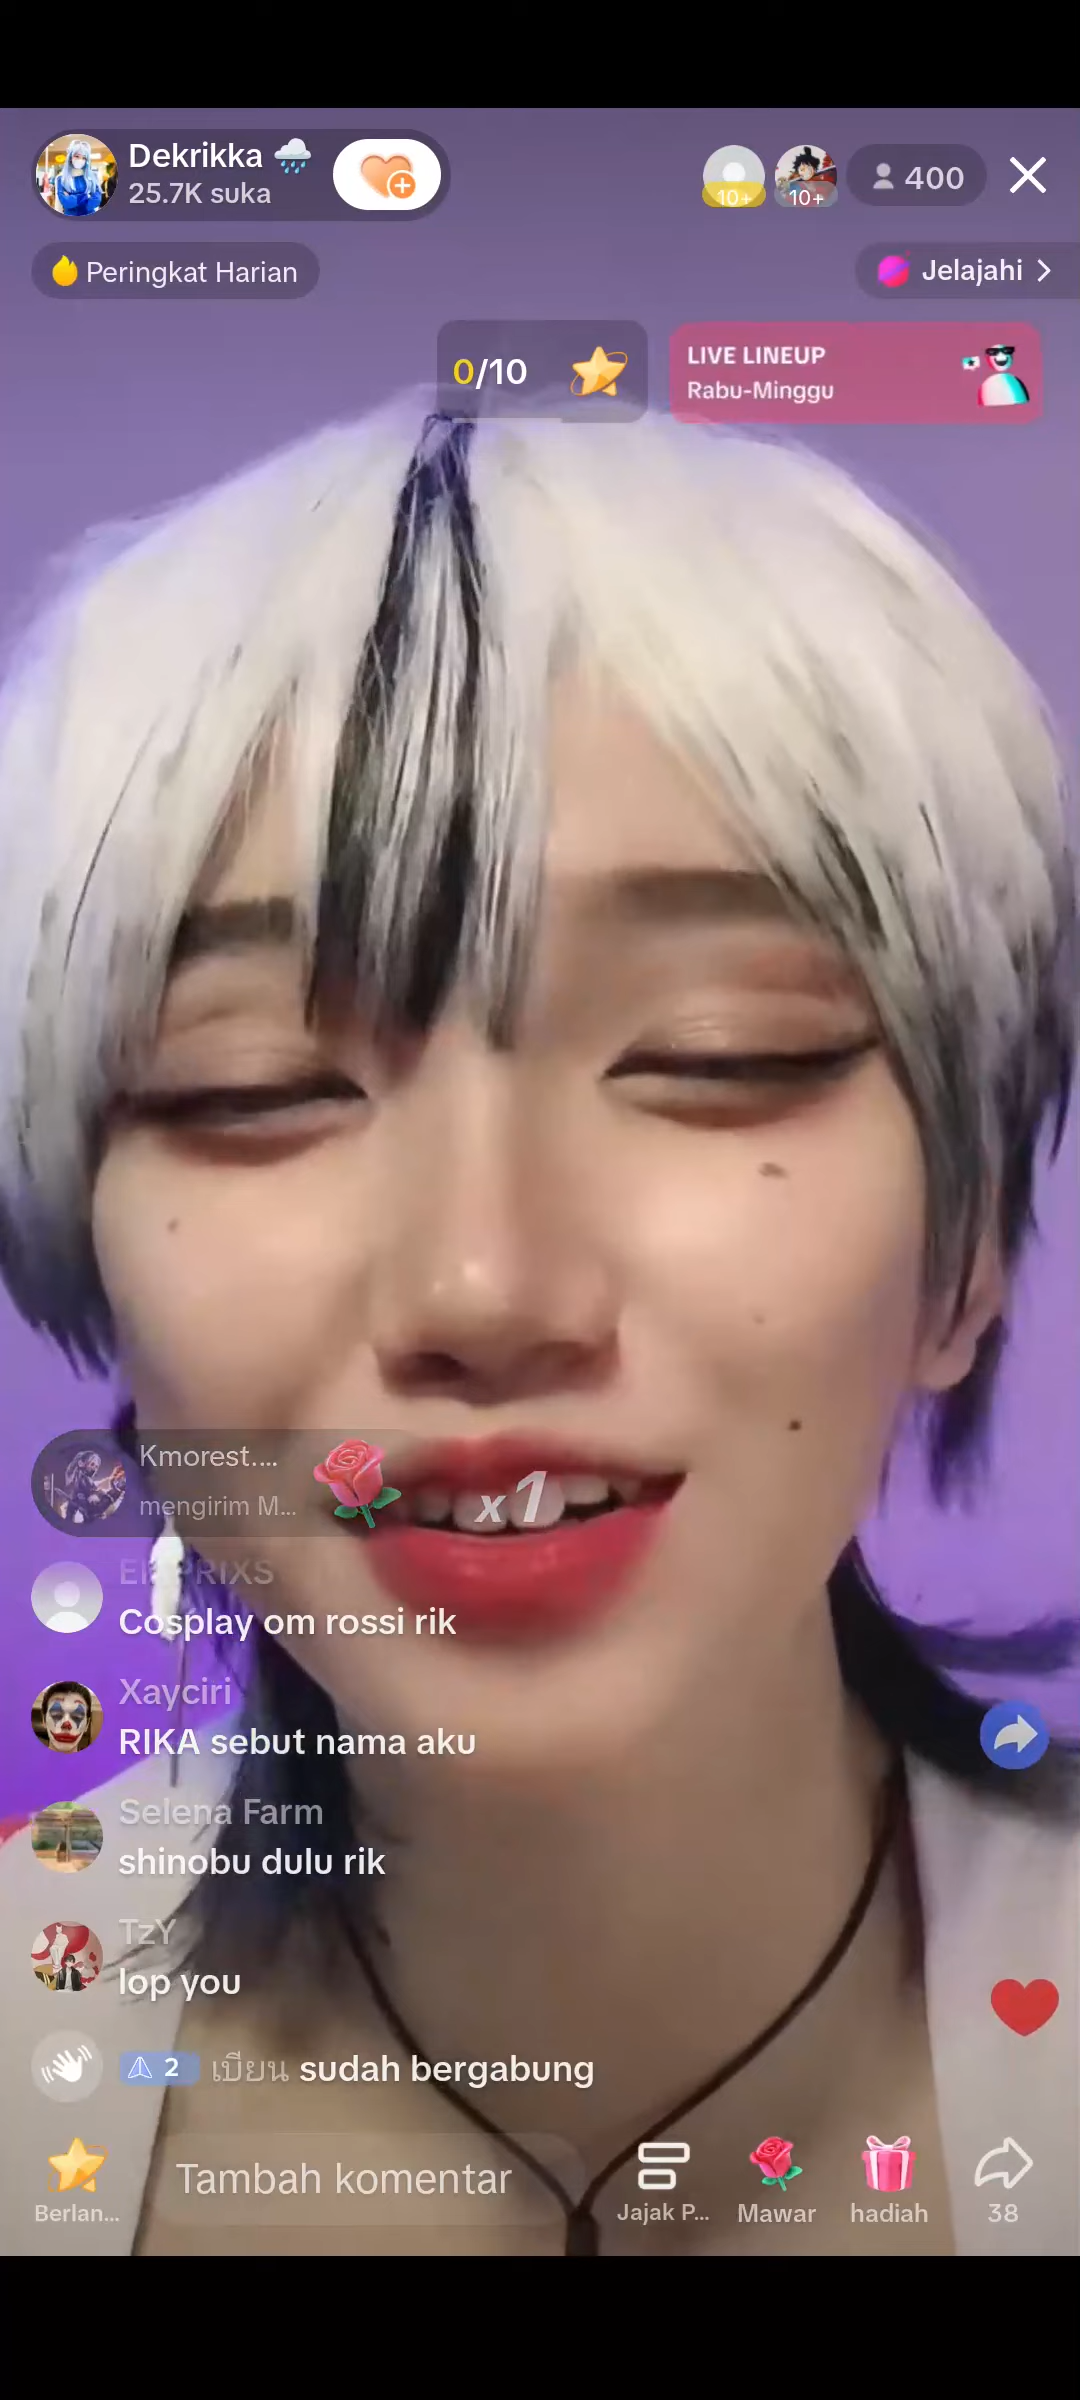 Dekrikka
25.7K suka
10+
10+
400
Peringkat Harian
Jelajahi
0/10
LIVE LINEUP
Rabu-Minggu
Kmorest....
mengirim M...
x1
Cosplay om rossi rik
Xayciri
RIKA sebut nama aku
Selena Farm
shinobu dulu rik
TzY
lop you
2 เบียน sudah bergabung
Tambah komentar
Berlan...
Jajak P...
Mawar
hadiah
38